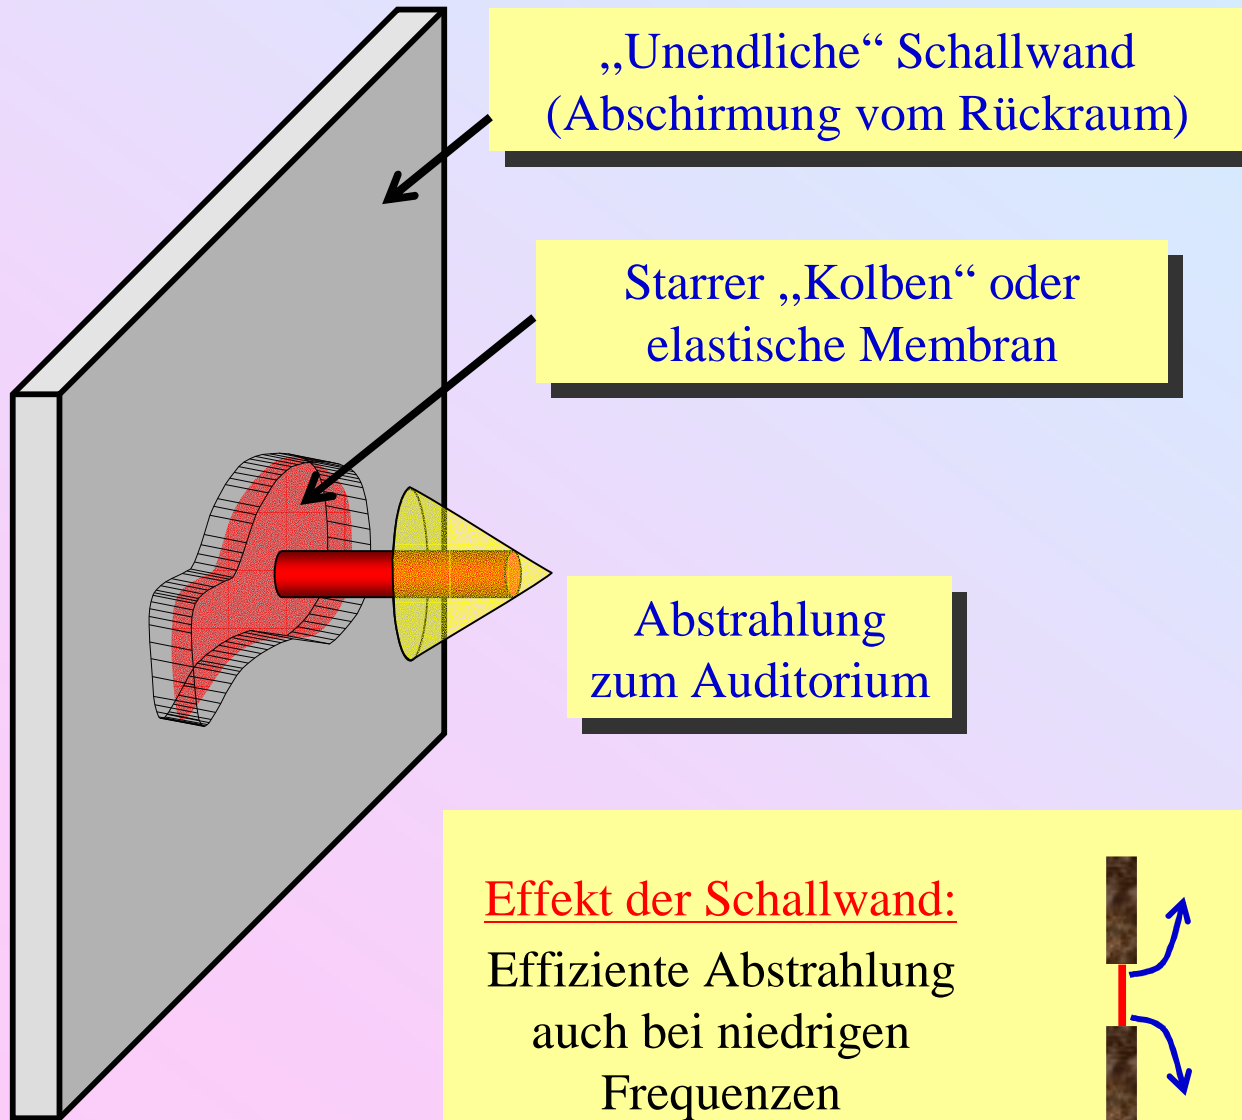 „Unendliche“ Schallwand
(Abschirmung vom Rückraum)
Starrer „Kolben“ oder
elastische Membran
Abstrahlung
zum Auditorium
Effekt der Schallwand:
Effiziente Abstrahlung
auch bei niedrigen
Frequenzen